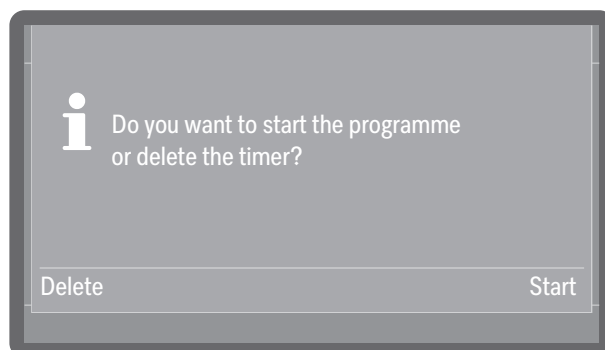 Do you want to start the programme
or delete the timer?
Delete
Start